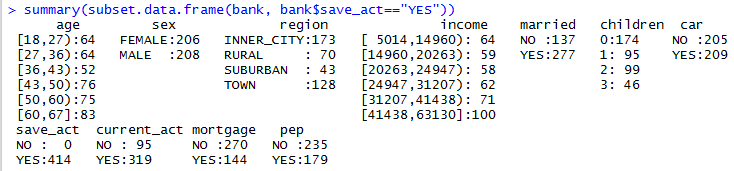 > summary(subset.data.frame(bank, bank$save_act=="YES"))
age sex region income married children car
[18,27):64 FEMALE:206 INNER_CITY:173 [ 5014,14960): 64 NO :137 0:174 NO :205
[27,36):64 MALE :208 RURAL : 70 [14960,20263): 59 YES:277 1: 95 YES:209
[36,43):52 SUBURBAN : 43 [20263,24947): 58 2: 99
[43,50):76 TOWN :128 [24947,31207): 62 3: 46
[50,60):75 [31207,41438): 71
[60,67]:83 [41438,63130]:100
save_act current_act mortgage pep
NO : 0 NO : 95 NO :270 NO :235
YES:414 YES:319 YES:144 YES:179